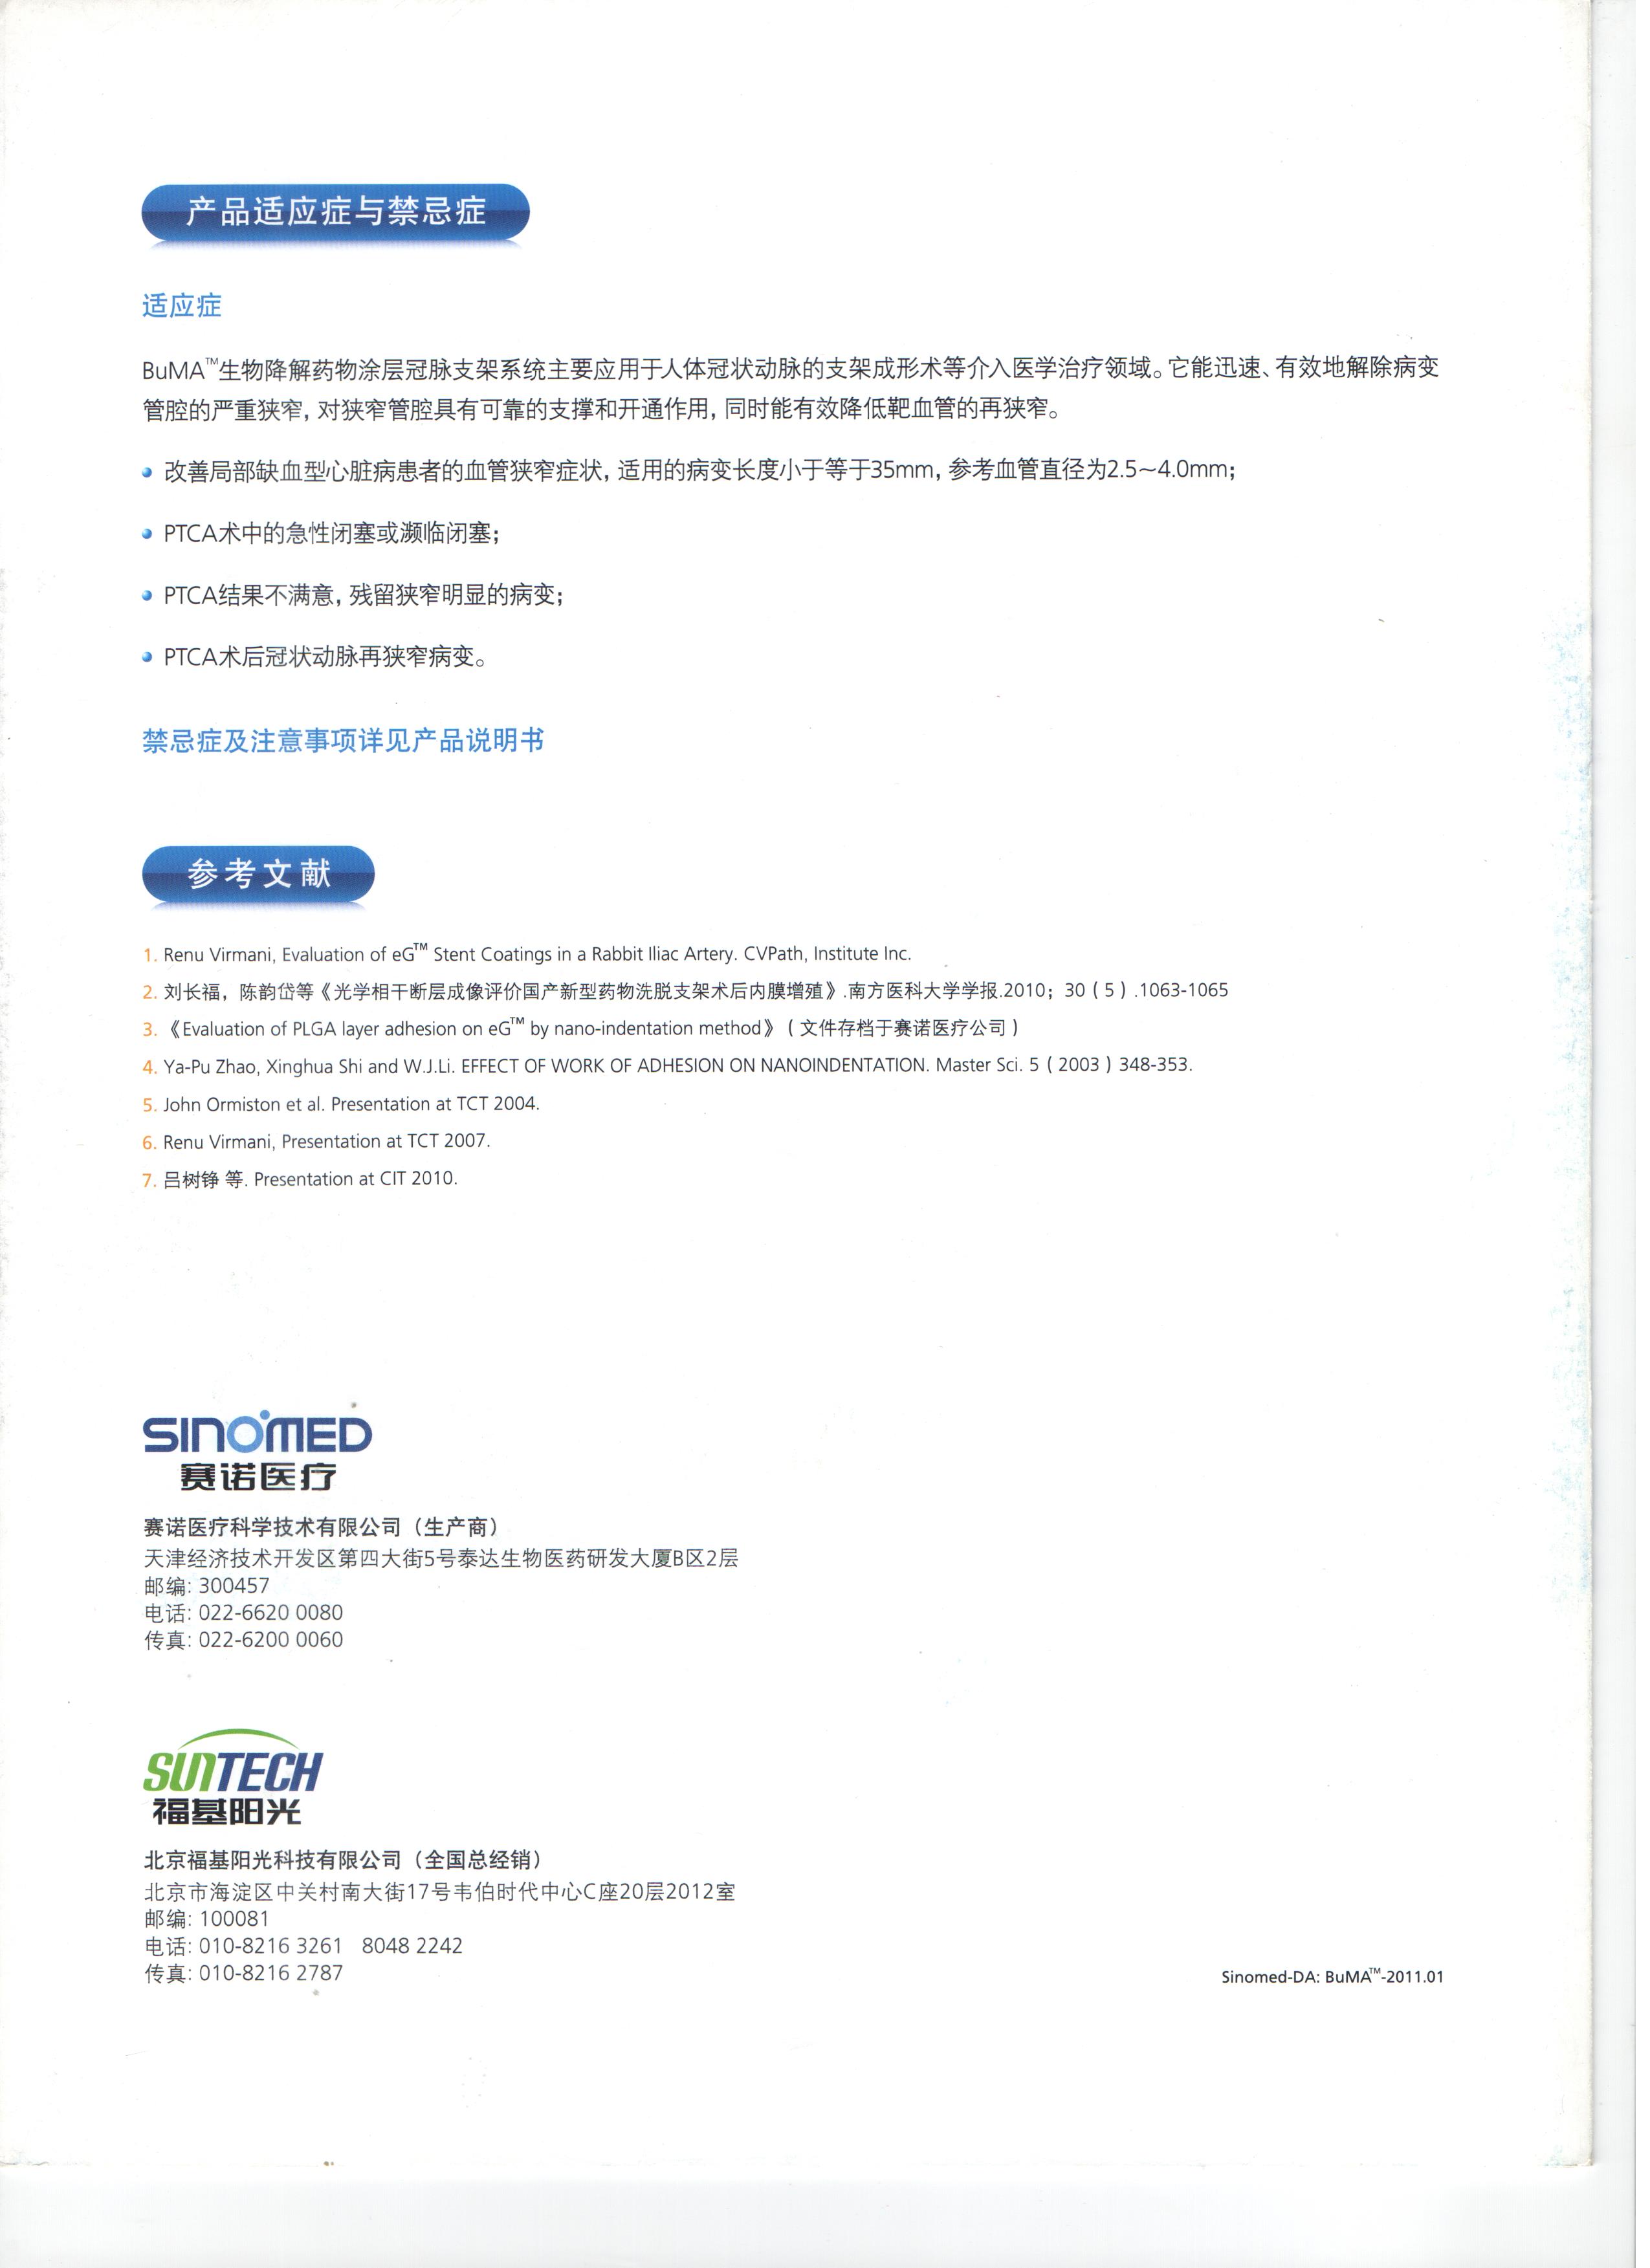 产品适应症与禁忌症
适应症
BuMA™生物降解药物涂层冠脉支架系统主要应用于人体冠状动脉的支架成形术等介入医学治疗领域。它能迅速、有效地解除病变
管腔的严重狭窄, 对狭窄管腔具有可靠的支撑和开通作用, 同时能有效降低靶血管的再狭窄。
• 改善局部缺血型心脏病患者的血管狭窄症状, 适用的病变长度小于等于35mm, 参考血管直径为2.5~4.0mm;
• PTCA术中的急性闭塞或濒临闭塞;
• PTCA结果不满意, 残留狭窄明显的病变;
• PTCA术后冠状动脉再狭窄病变。
禁忌症及注意事项详见产品说明书
参考文献
1. Renu Virmani, Evaluation of eG™ Stent Coatings in a Rabbit Iliac Artery. CVPath, Institute Inc.
2. 刘长福，陈韵岱等《光学相干断层成像评价国产新型药物洗脱支架术后内膜增殖》.南方医科大学学报.2010；30（5）.1063-1065
3. 《Evaluation of PLGA layer adhesion on eG™ by nano-indentation method》（文件存档于赛诺医疗公司）
4. Ya-Pu Zhao, Xinghua Shi and W.J.Li. EFFECT OF WORK OF ADHESION ON NANOINDENTATION. Master Sci. 5（2003）348-353.
5. John Ormiston et al. Presentation at TCT 2004.
6. Renu Virmani, Presentation at TCT 2007.
7. 吕树铮 等. Presentation at CIT 2010.
SINOMED
赛诺医疗
赛诺医疗科学技术有限公司（生产商）
天津经济技术开发区第四大街5号泰达生物医药研发大厦B区2层
邮编: 300457
电话: 022-6620 0080
传真: 022-6200 0060
SUNTECH
福基阳光
北京福基阳光科技有限公司（全国总经销）
北京市海淀区中关村南大街17号韦伯时代中心C座20层2012室
邮编: 100081
电话: 010-8216 3261 8048 2242
传真: 010-8216 2787
Sinomed-DA: BuMA™-2011.01